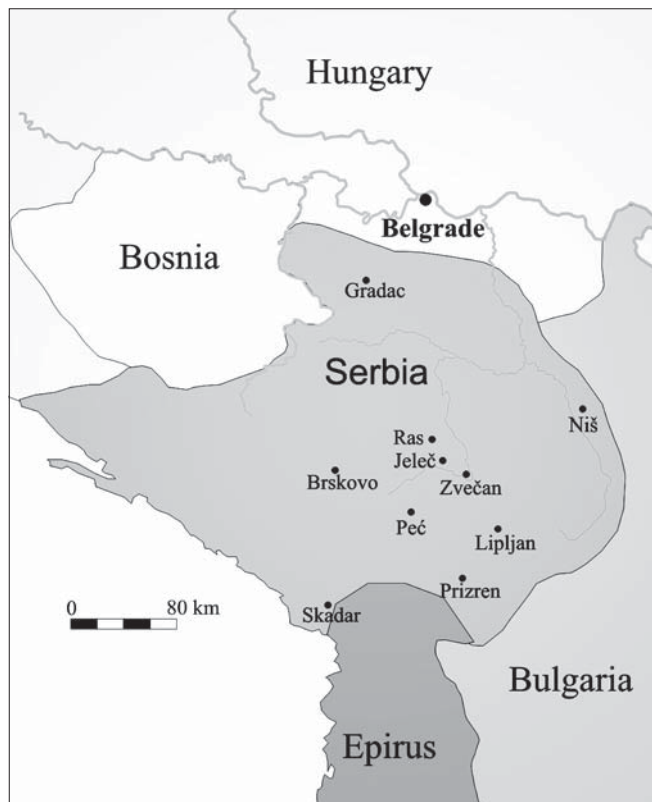 Hungary
Belgrade
Bosnia
Gradac
Serbia
Niš
Ras
Jeleč
Brskovo
Zvečan
Peć
Lipljan
Prizren
0 80 km
Skadar
Bulgaria
Epirus